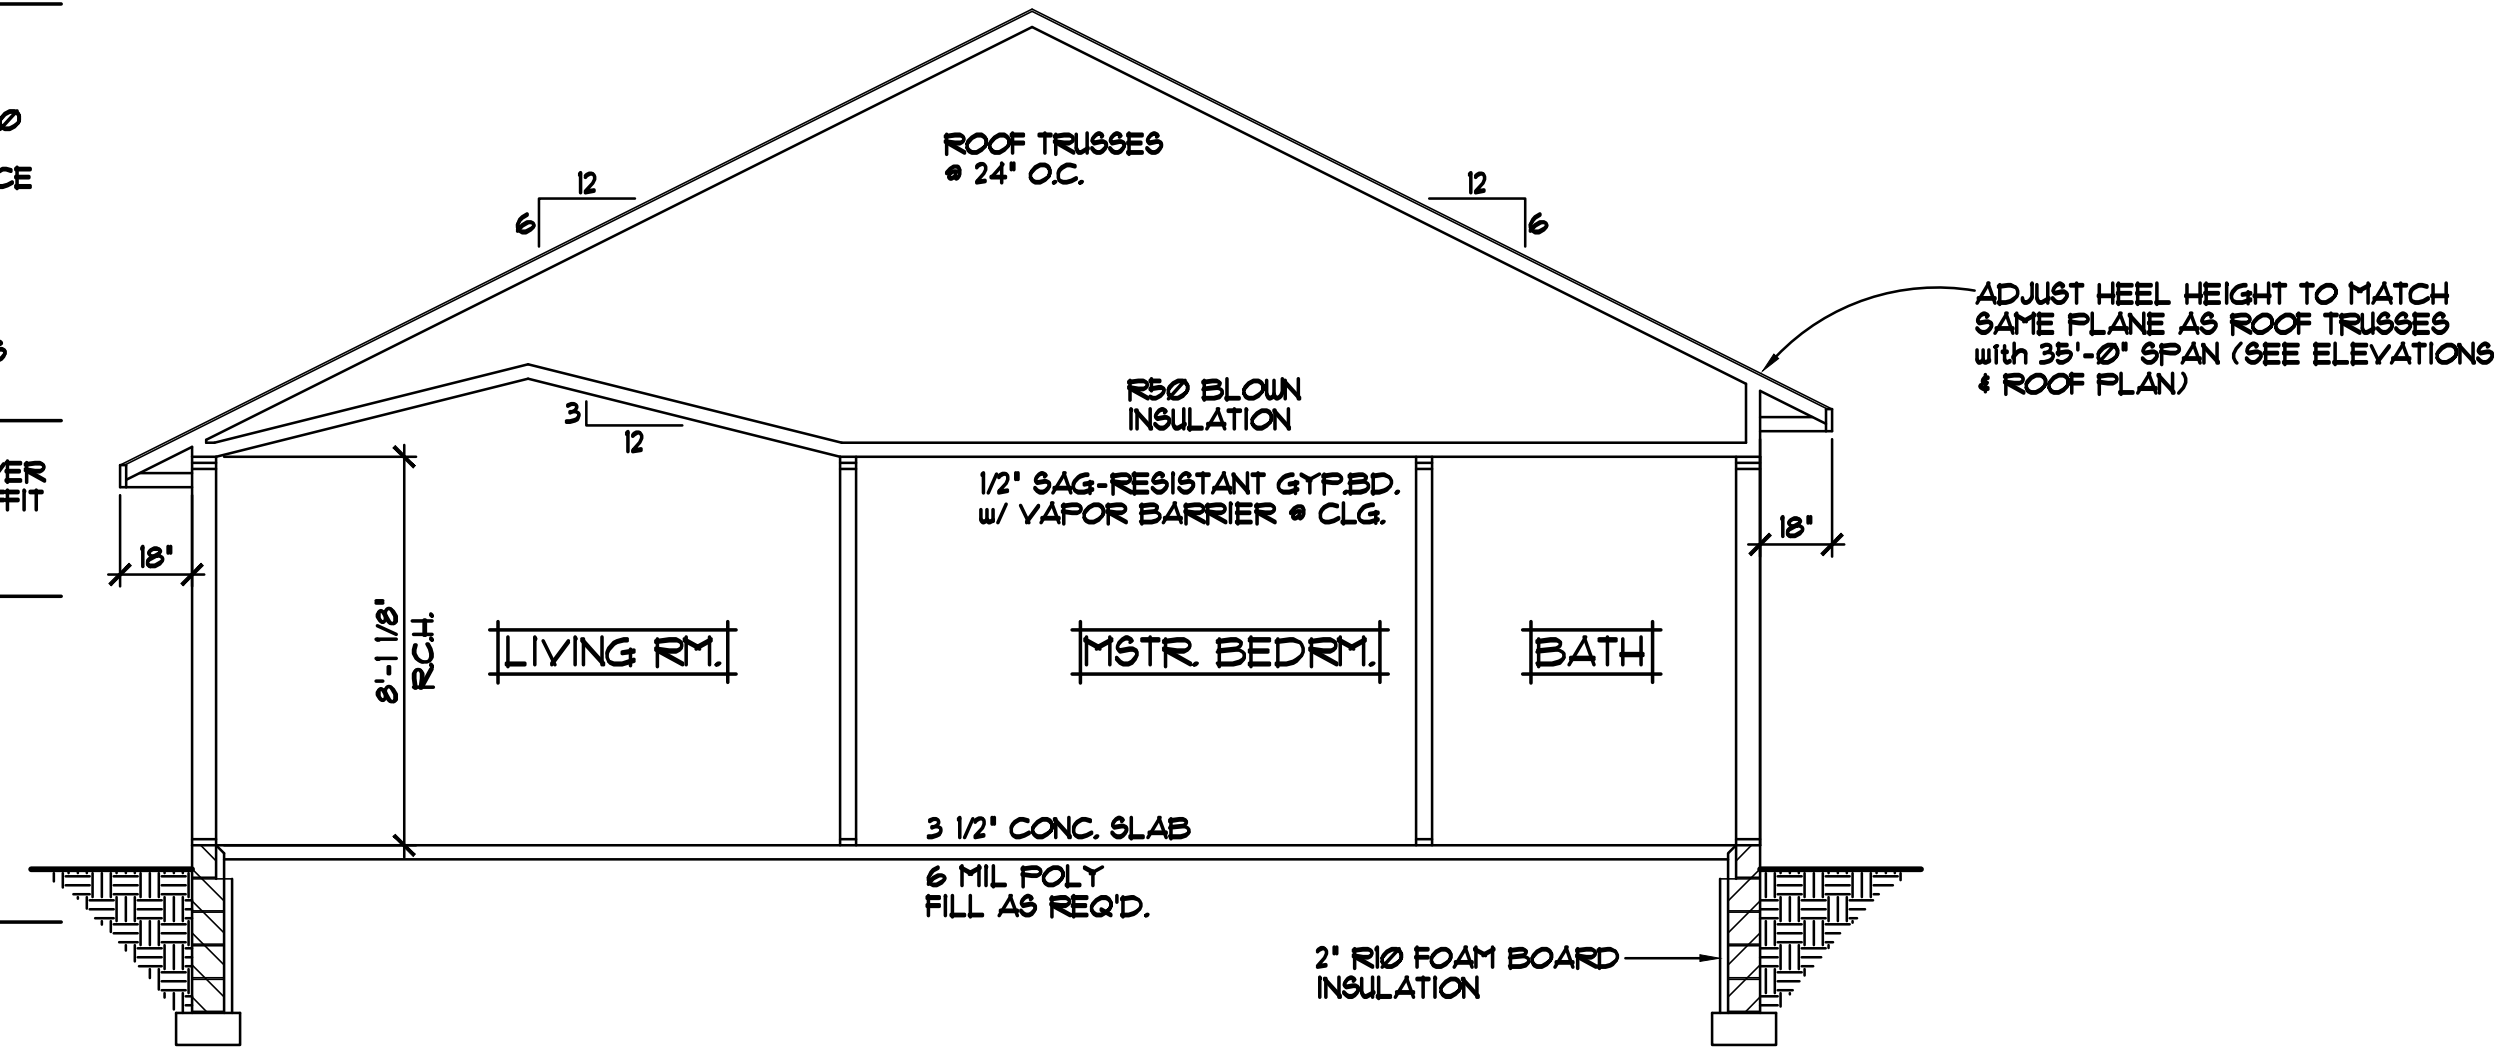 ROOF TRUSSES
@ 24" O.C.
12
6
12
6
ADJUST HEEL HEIGHT TO MATCH
SAME PLANE AS ROOF TRUSSES
with 35'-0" SPAN (SEE ELEVATIONS
& ROOF PLAN)
R50 BLOWN
INSULATION
3
12
1/2" SAG-RESISTANT GYP.BD.
w/ VAPOR BARRIER @ CLG.
18"
18"
8'-1 1/8"
RCH.
LIVING RM.
MSTR. BEDRM.
BATH
3 1/2" CONC. SLAB
6 MIL POLY
FILL AS REQ'D.
2" R10 FOAM BOARD
INSULATION